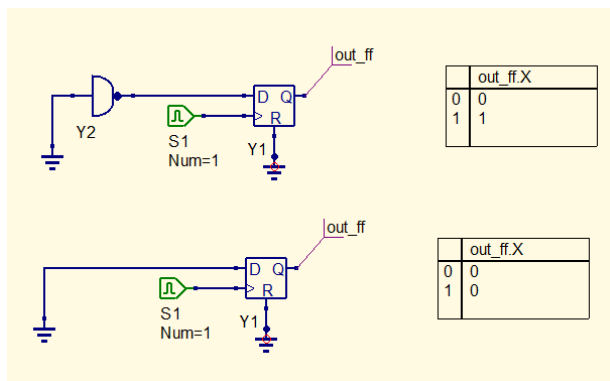 out_ff
D Q
R
Y2
S1
Num=1
Y1
out_ff.X
0 0
1 1
out_ff
D Q
R
S1
Num=1
Y1
out_ff.X
0 0
1 0